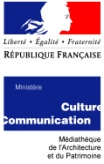 Liberté • Égalité • Fraternité
RÉPUBLIQUE FRANÇAISE
Ministère
Culture
Communication
Médiathèque
de l'Architecture
et du Patrimoine